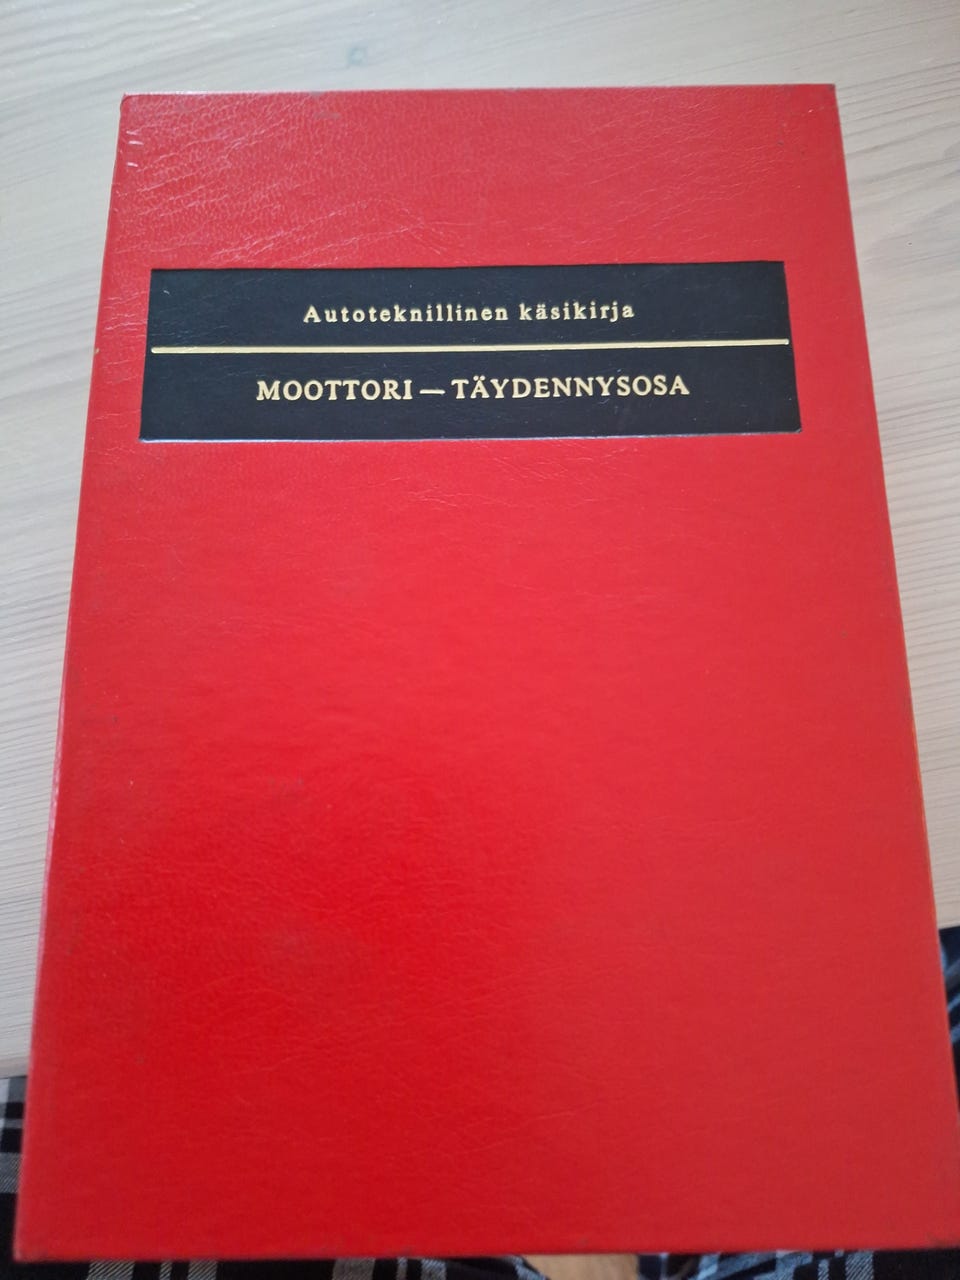 Autoteknillinen käsikirja
MOOTTORI — TÄYDENNYSOSA